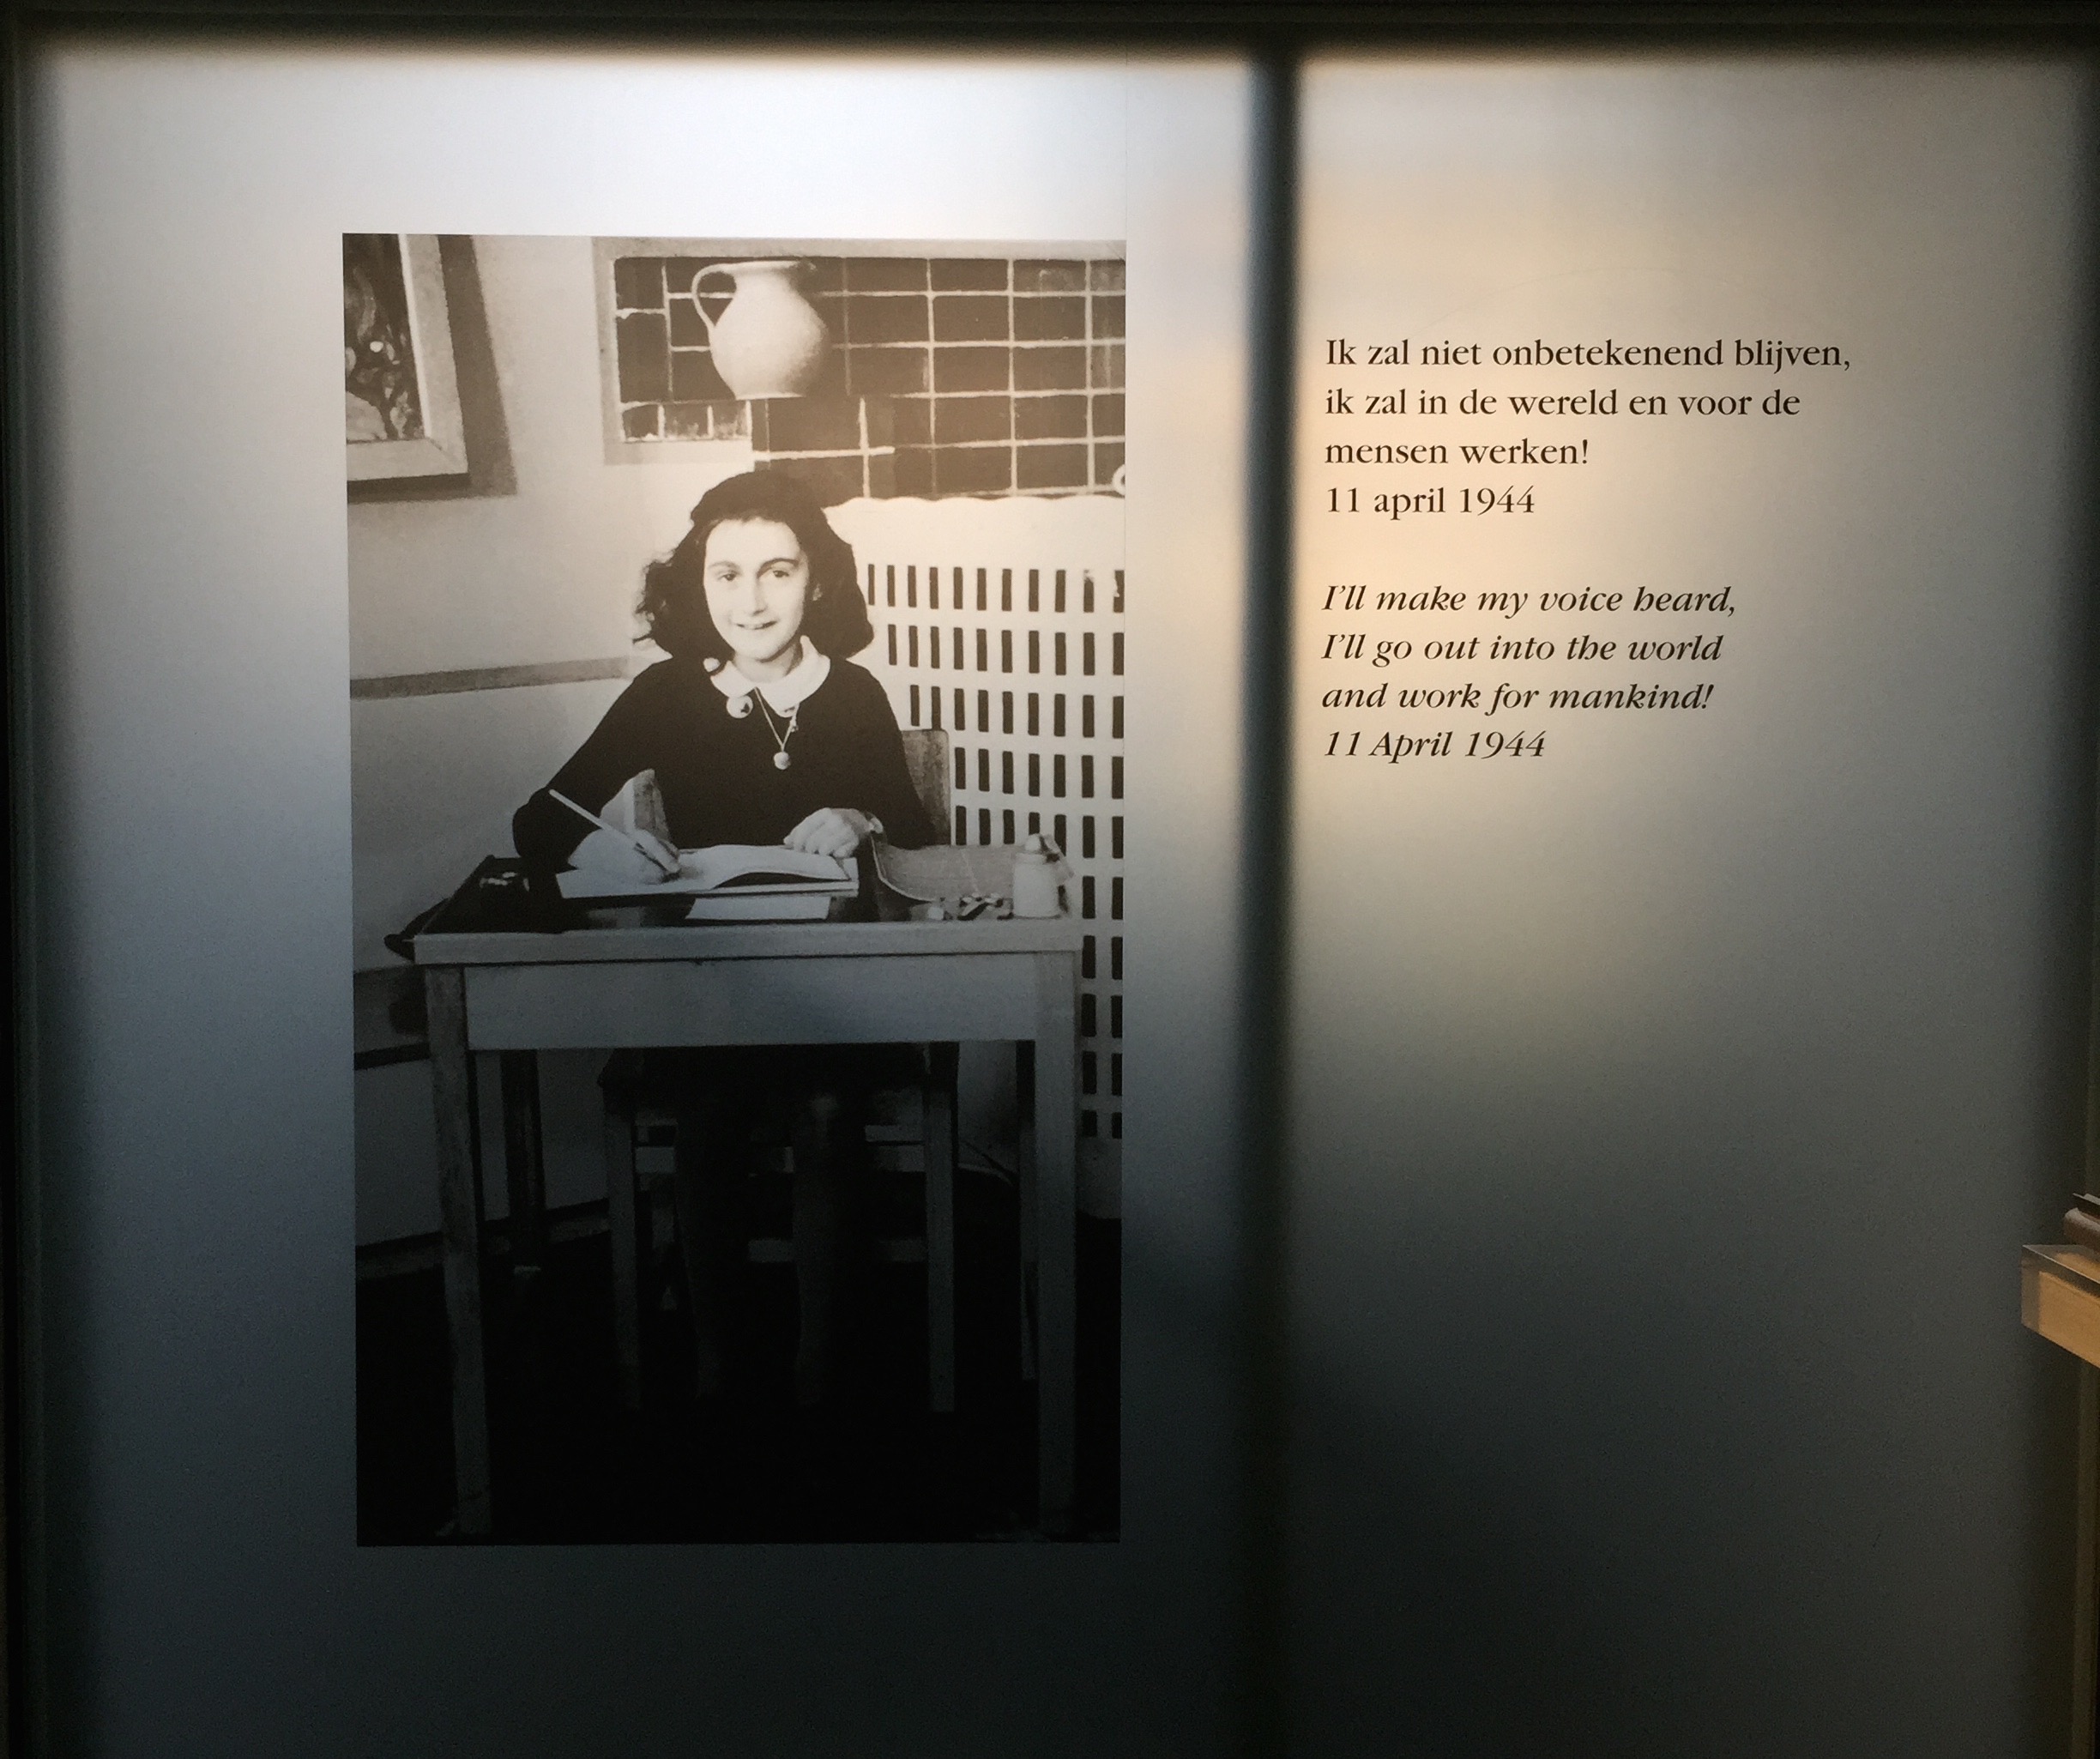 Ik zal niet onbetekenend blijven,
ik zal in de wereld en voor de
mensen werken!
11 april 1944
I'll make my voice heard,
I'll go out into the world
and work for mankind!
11 April 1944